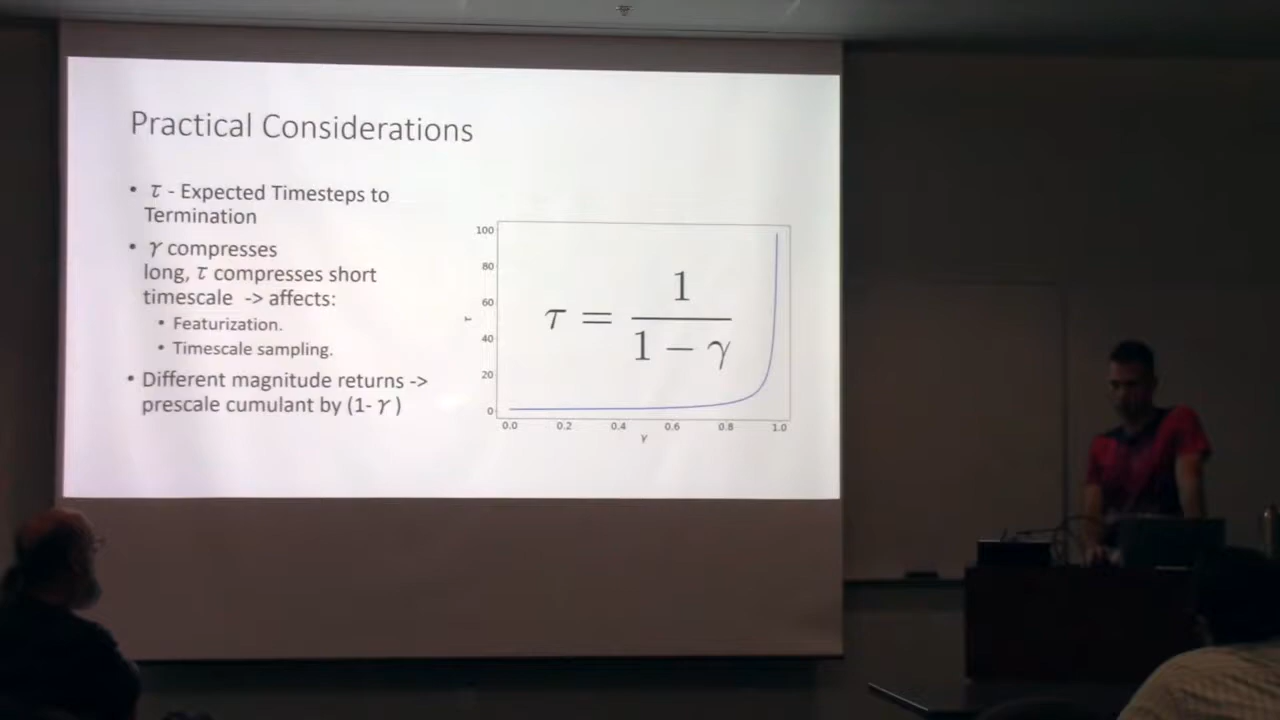 Practical Considerations
• τ - Expected Timesteps to
Termination
• γ compresses
long, τ compresses short
timescale -> affects:
• Featurization.
• Timescale sampling.
• Different magnitude returns ->
prescale cumulant by (1- γ )
100
80
60
40
20
0
τ
τ = 1 / (1 − γ)
0.0 0.2 0.4 0.6 0.8 1.0
γ